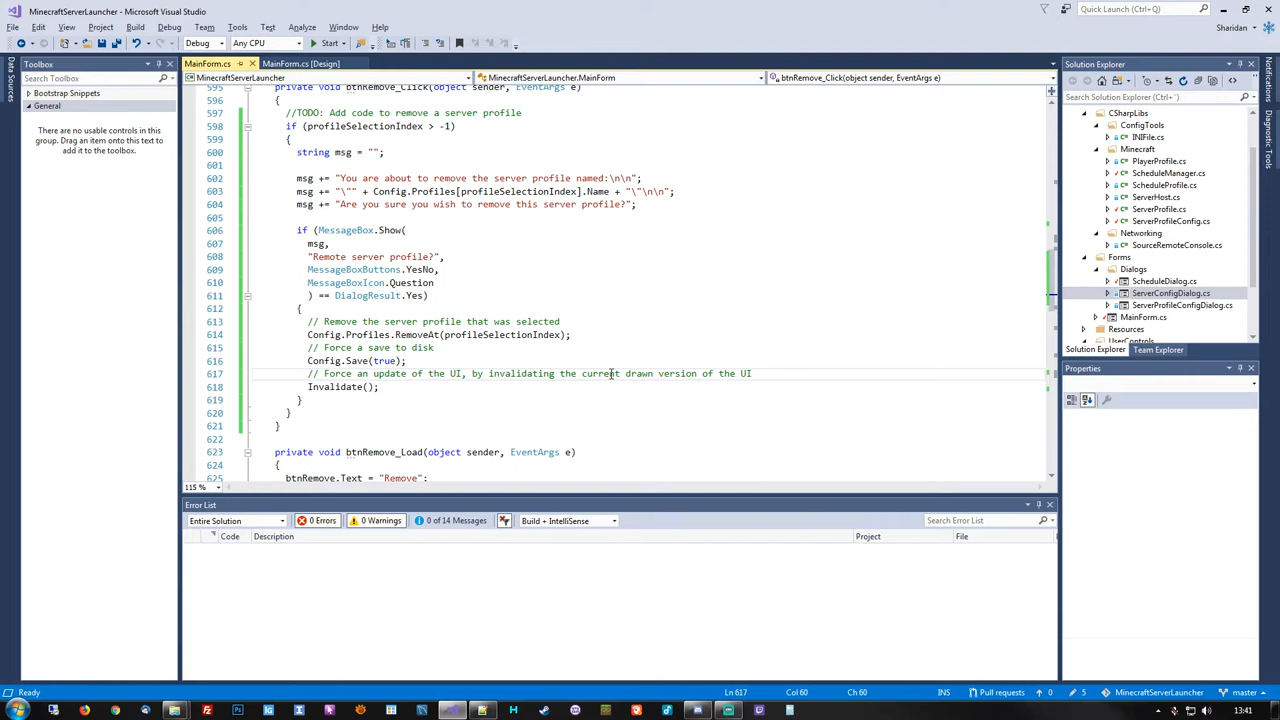 MinecraftServerLauncher - Microsoft Visual Studio
Quick Launch (Ctrl+Q)
File Edit View Project Build Debug Team Tools Test Analyze Window Help
Sharidan
Debug Any CPU Start
Data Sources
Toolbox
Search Toolbox
Bootstrap Snippets
General
There are no usable controls in this
group. Drag an item onto this text to
add it to the toolbox.
MainForm.cs MainForm.cs [Design]
MinecraftServerLauncher MinecraftServerLauncher.MainForm btnRemove_Click(object sender, EventArgs e)
595 private void btnRemove_Click(object sender, EventArgs e)
596 {
597 //TODO: Add code to remove a server profile
598 if (profileSelectionIndex > -1)
599 {
600 string msg = "";
601
602 msg += "You are about to remove the server profile named:\n\n";
603 msg += "\"" + Config.Profiles[profileSelectionIndex].Name + "\"\n\n";
604 msg += "Are you sure you wish to remove this server profile?";
605
606 if (MessageBox.Show(
607 msg,
608 "Remote server profile?",
609 MessageBoxButtons.YesNo,
610 MessageBoxIcon.Question
611 ) == DialogResult.Yes)
612 {
613 // Remove the server profile that was selected
614 Config.Profiles.RemoveAt(profileSelectionIndex);
615 // Force a save to disk
616 Config.Save(true);
617 // Force an update of the UI, by invalidating the current drawn version of the UI
618 Invalidate();
619 }
620 }
621 }
622
623 private void btnRemove_Load(object sender, EventArgs e)
624 {
625 btnRemove.Text = "Remove";
115 %
Error List
Entire Solution 0 Errors 0 Warnings 0 of 14 Messages Build + IntelliSense Search Error List
Code Description Project File
Solution Explorer
Search Solution Explorer (Ctrl+")
CSharpLibs
ConfigTools
INIFile.cs
Minecraft
PlayerProfile.cs
ScheduleManager.cs
ScheduleProfile.cs
ServerHost.cs
ServerProfile.cs
ServerProfileConfig.cs
Networking
SourceRemoteConsole.cs
Forms
Dialogs
ScheduleDialog.cs
ServerConfigDialog.cs
ServerProfileConfigDialog.cs
MainForm.cs
Resources
UserControls
Solution Explorer Team Explorer
Properties
Notifications
Diagnostic Tools
Ready Ln 617 Col 60 Ch 60 INS Pull requests 0 5 MinecraftServerLauncher master
13:41